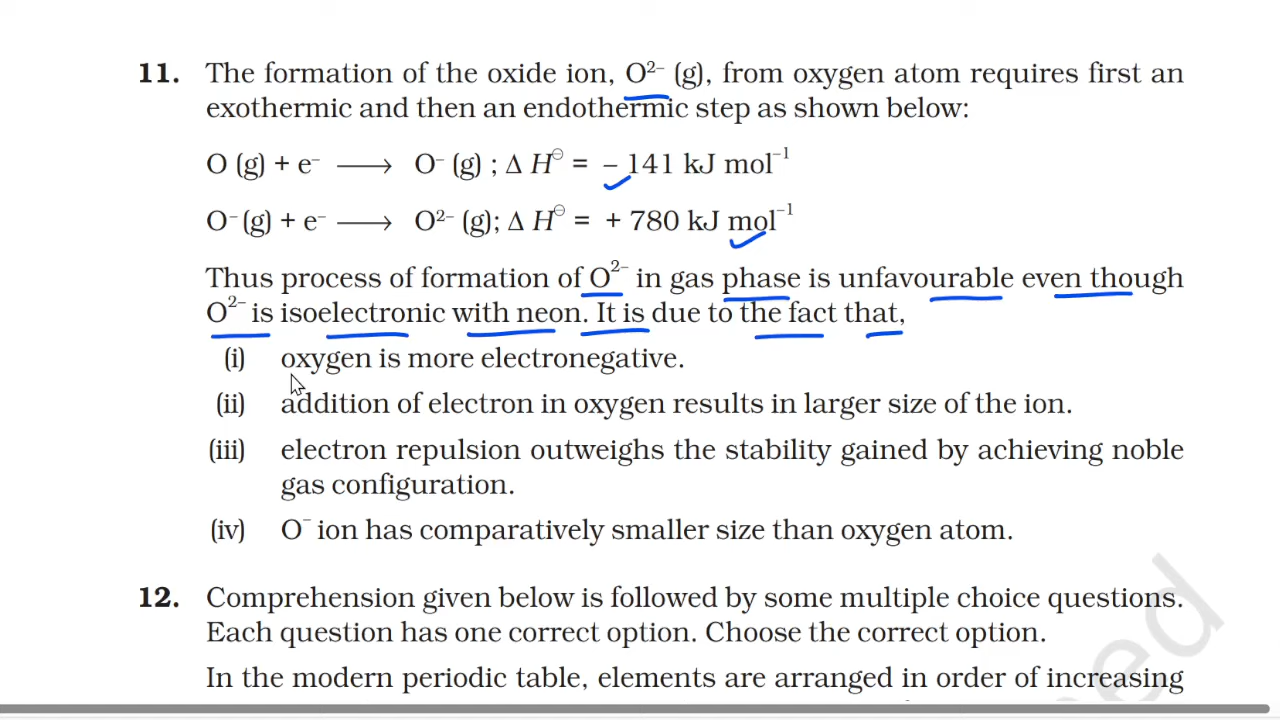 11. The formation of the oxide ion, O²⁻ (g), from oxygen atom requires first an
exothermic and then an endothermic step as shown below:
O (g) + e⁻ ⟶ O⁻ (g) ; Δ H⊖ = – 141 kJ mol⁻¹
O⁻ (g) + e⁻ ⟶ O²⁻ (g); Δ H⊖ = + 780 kJ mol⁻¹
Thus process of formation of O²⁻ in gas phase is unfavourable even though
O²⁻ is isoelectronic with neon. It is due to the fact that,
(i) oxygen is more electronegative.
(ii) addition of electron in oxygen results in larger size of the ion.
(iii) electron repulsion outweighs the stability gained by achieving noble
gas configuration.
(iv) O⁻ ion has comparatively smaller size than oxygen atom.
12. Comprehension given below is followed by some multiple choice questions.
Each question has one correct option. Choose the correct option.
In the modern periodic table, elements are arranged in order of increasing